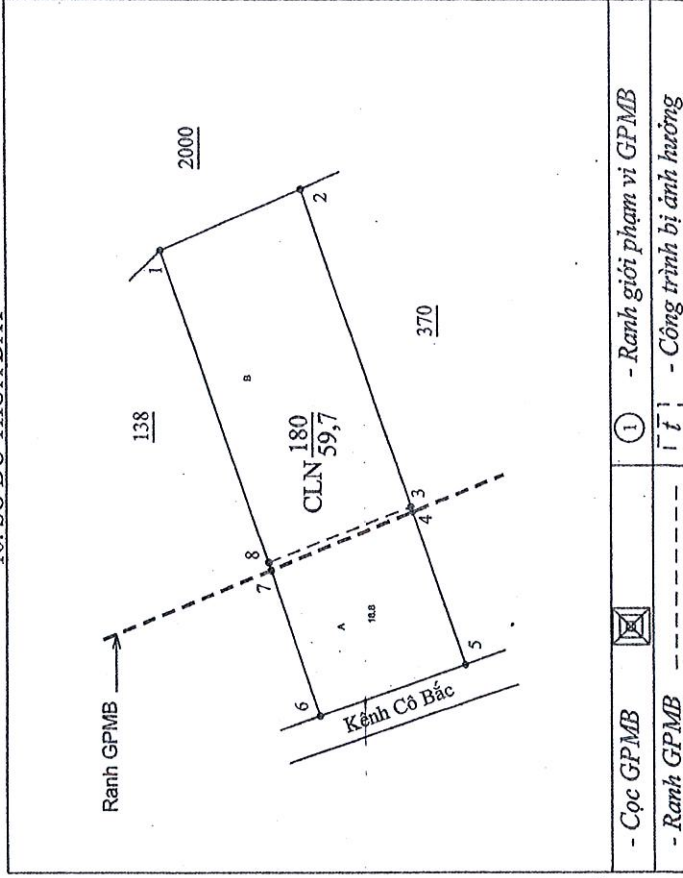 2000
1
2
138
B
370
CLN 180
59,7
8
3
4
7
Ranh GPMB
A
18.8
6
5
Kênh Cô Bắc
- Cọc GPMB
1 - Ranh giới phạm vi GPMB
- Ranh GPMB
t - Công trình bị ảnh hưởng